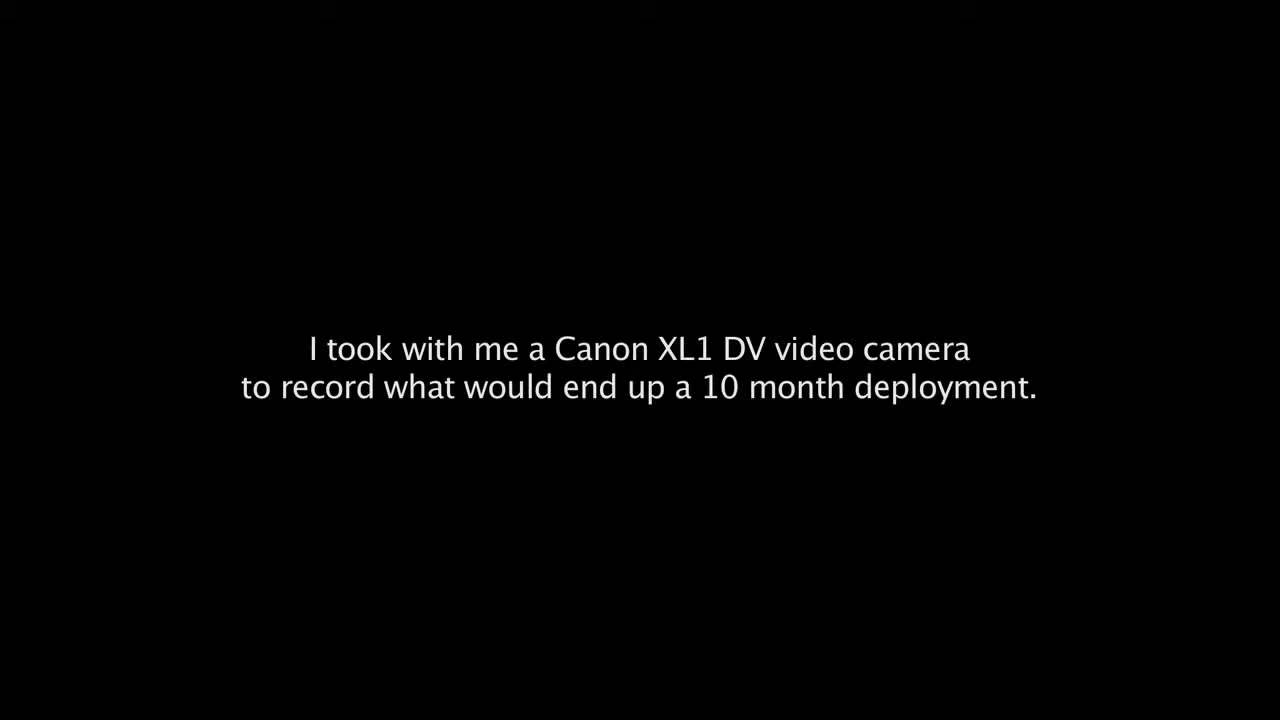 I took with me a Canon XL1 DV video camera
to record what would end up a 10 month deployment.